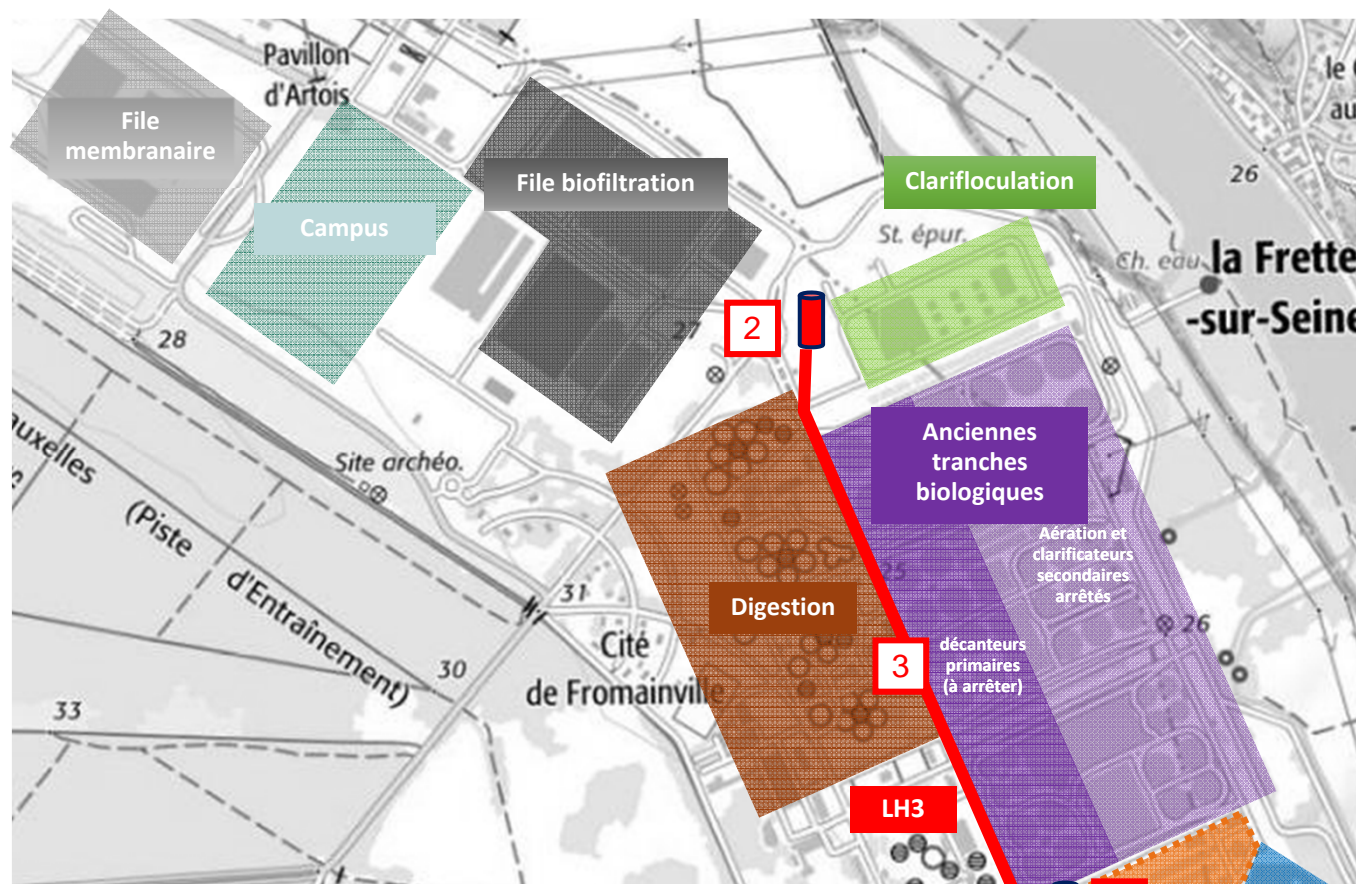 Pavillon
d'Artois
File
membranaire
Campus
File biofiltration
Clarifloculation
St. épur.
Ch. eau
26
la Frette
-sur-Seine
le
au
2
27
28
Site archéo.
(Piste
d'Entraînement)
Anciennes
tranches
biologiques
Aération et
clarificateurs
secondaires
arrêtés
25
Digestion
31
Cité
de Fromainville
30
33
3
décanteurs
primaires
(à arrêter)
26
LH3